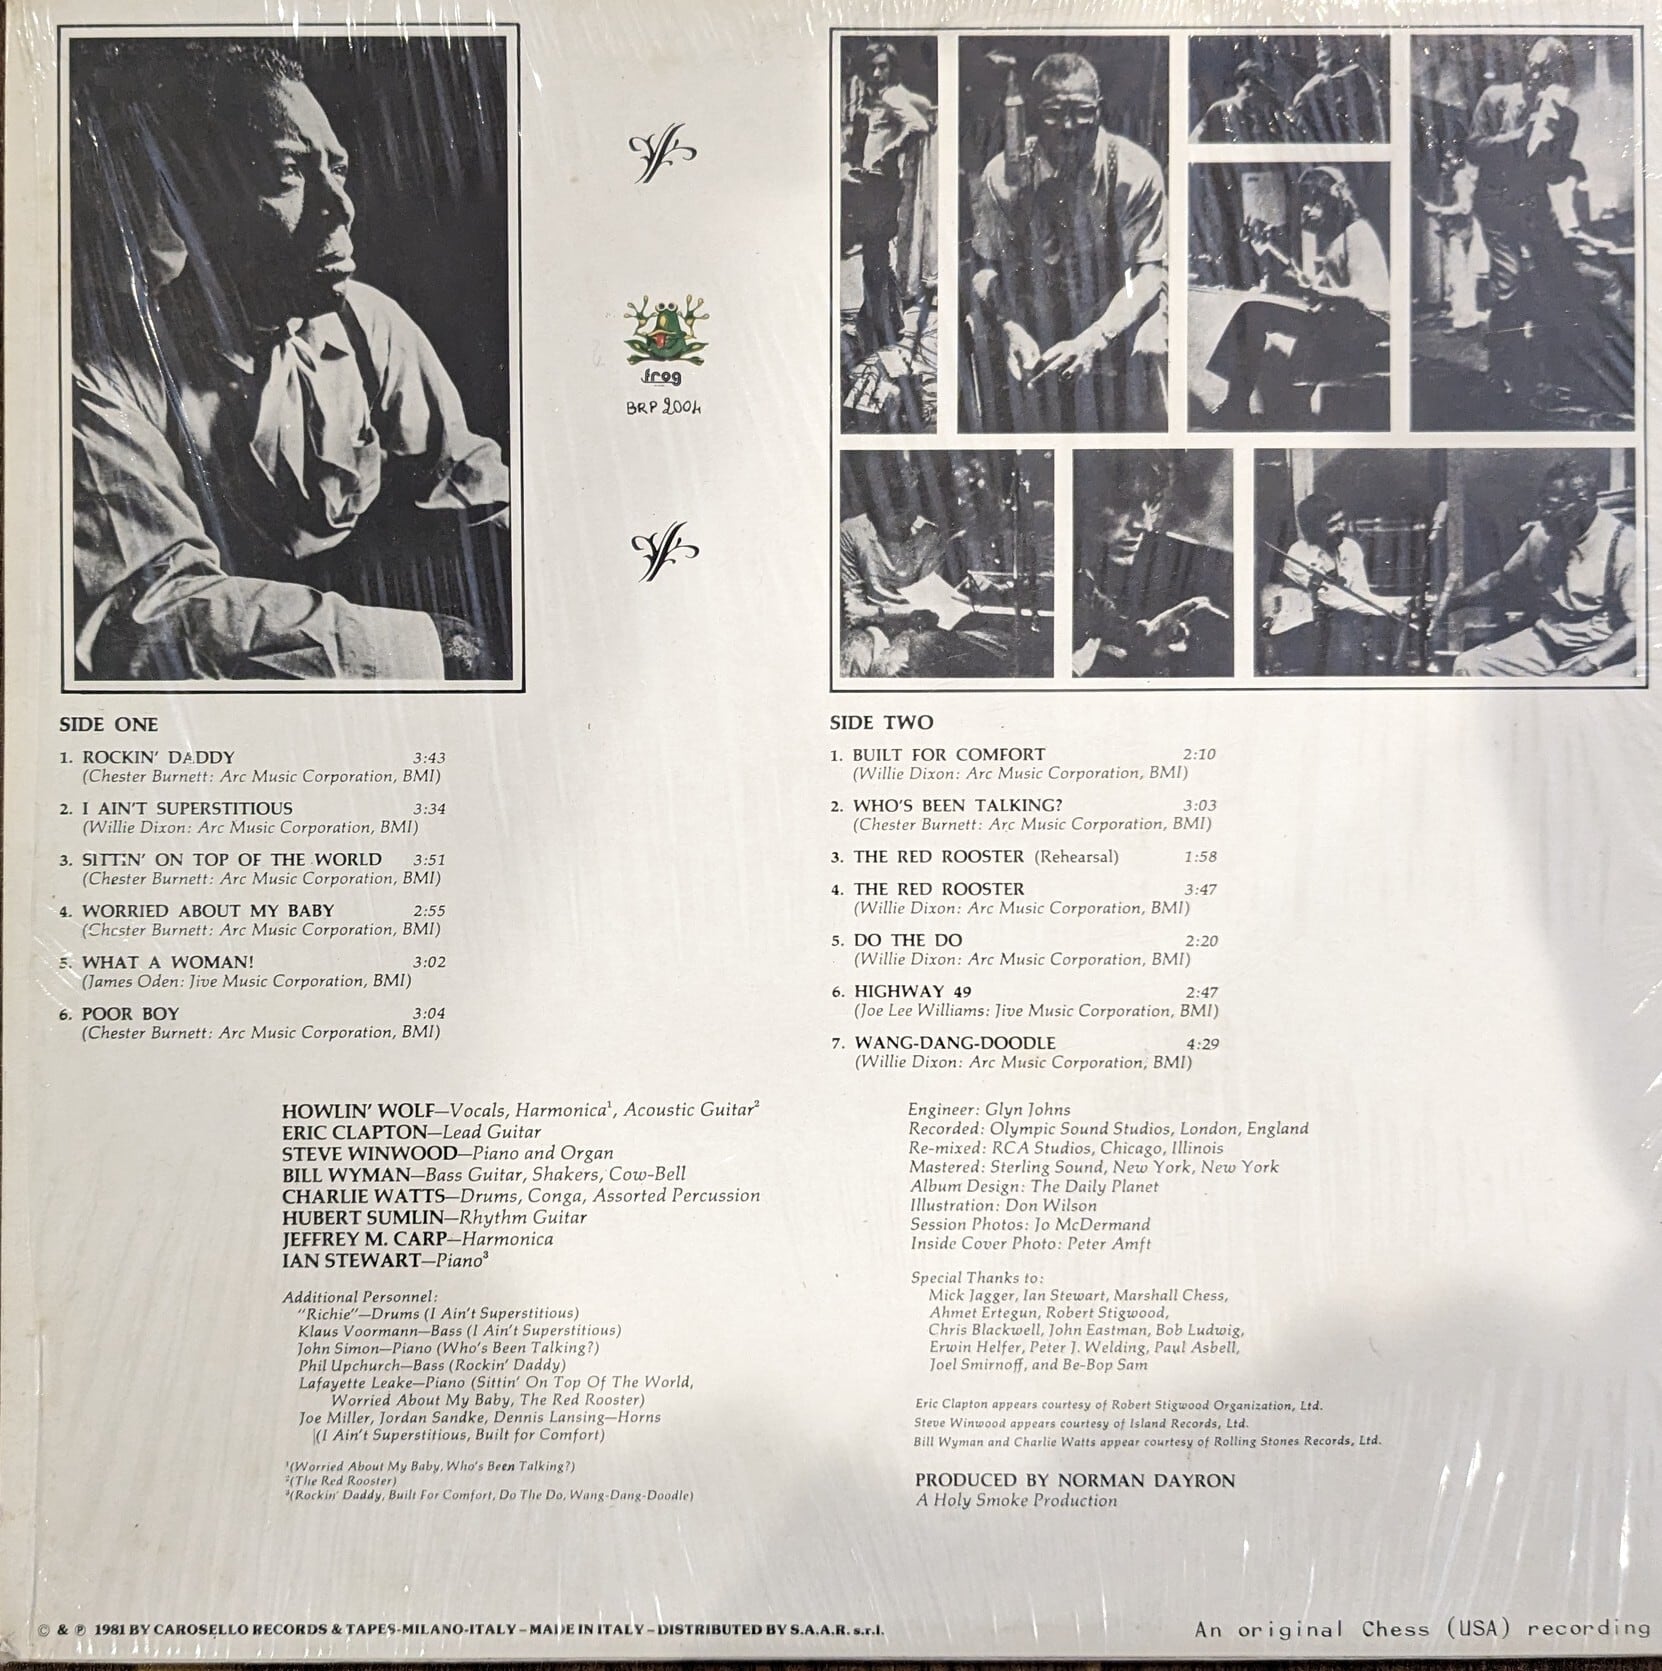 frog
BRP 2004
SIDE ONE
1. ROCKIN' DADDY 3:43
(Chester Burnett: Arc Music Corporation, BMI)
2. I AIN'T SUPERSTITIOUS 3:34
(Willie Dixon: Arc Music Corporation, BMI)
3. SITTIN' ON TOP OF THE WORLD 3:51
(Chester Burnett: Arc Music Corporation, BMI)
4. WORRIED ABOUT MY BABY 2:55
(Chester Burnett: Arc Music Corporation, BMI)
5. WHAT A WOMAN! 3:02
(James Oden: Jive Music Corporation, BMI)
6. POOR BOY 3:04
(Chester Burnett: Arc Music Corporation, BMI)
SIDE TWO
1. BUILT FOR COMFORT 2:10
(Willie Dixon: Arc Music Corporation, BMI)
2. WHO'S BEEN TALKING? 3:03
(Chester Burnett: Arc Music Corporation, BMI)
3. THE RED ROOSTER (Rehearsal) 1:58
4. THE RED ROOSTER 3:47
(Willie Dixon: Arc Music Corporation, BMI)
5. DO THE DO 2:20
(Willie Dixon: Arc Music Corporation, BMI)
6. HIGHWAY 49 2:47
(Joe Lee Williams: Jive Music Corporation, BMI)
7. WANG-DANG-DOODLE 4:29
(Willie Dixon: Arc Music Corporation, BMI)
HOWLIN' WOLF—Vocals, Harmonica¹, Acoustic Guitar²
ERIC CLAPTON—Lead Guitar
STEVE WINWOOD—Piano and Organ
BILL WYMAN—Bass Guitar, Shakers, Cow-Bell
CHARLIE WATTS—Drums, Conga, Assorted Percussion
HUBERT SUMLIN—Rhythm Guitar
JEFFREY M. CARP—Harmonica
IAN STEWART—Piano³
Additional Personnel:
"Richie"—Drums (I Ain't Superstitious)
Klaus Voormann—Bass (I Ain't Superstitious)
John Simon—Piano (Who's Been Talking?)
Phil Upchurch—Bass (Rockin' Daddy)
Lafayette Leake—Piano (Sittin' On Top Of The World,
Worried About My Baby, The Red Rooster)
Joe Miller, Jordan Sandke, Dennis Lansing—Horns
(I Ain't Superstitious, Built for Comfort)
¹(Worried About My Baby, Who's Been Talking?)
²(The Red Rooster)
³(Rockin' Daddy, Built For Comfort, Do The Do, Wang-Dang-Doodle)
Engineer: Glyn Johns
Recorded: Olympic Sound Studios, London, England
Re-mixed: RCA Studios, Chicago, Illinois
Mastered: Sterling Sound, New York, New York
Album Design: The Daily Planet
Illustration: Don Wilson
Session Photos: Jo McDermand
Inside Cover Photo: Peter Amft
Special Thanks to:
Mick Jagger, Ian Stewart, Marshall Chess,
Ahmet Ertegun, Robert Stigwood,
Chris Blackwell, John Eastman, Bob Ludwig,
Erwin Helfer, Peter J. Welding, Paul Asbell,
Joel Smirnoff, and Be-Bop Sam
Eric Clapton appears courtesy of Robert Stigwood Organization, Ltd.
Steve Winwood appears courtesy of Island Records, Ltd.
Bill Wyman and Charlie Watts appear courtesy of Rolling Stones Records, Ltd.
PRODUCED BY NORMAN DAYRON
A Holy Smoke Production
© & ℗ 1981 BY CAROSELLO RECORDS & TAPES-MILANO-ITALY – MADE IN ITALY – DISTRIBUTED BY S.A.A.R. s.r.l.
An original Chess (USA) recording